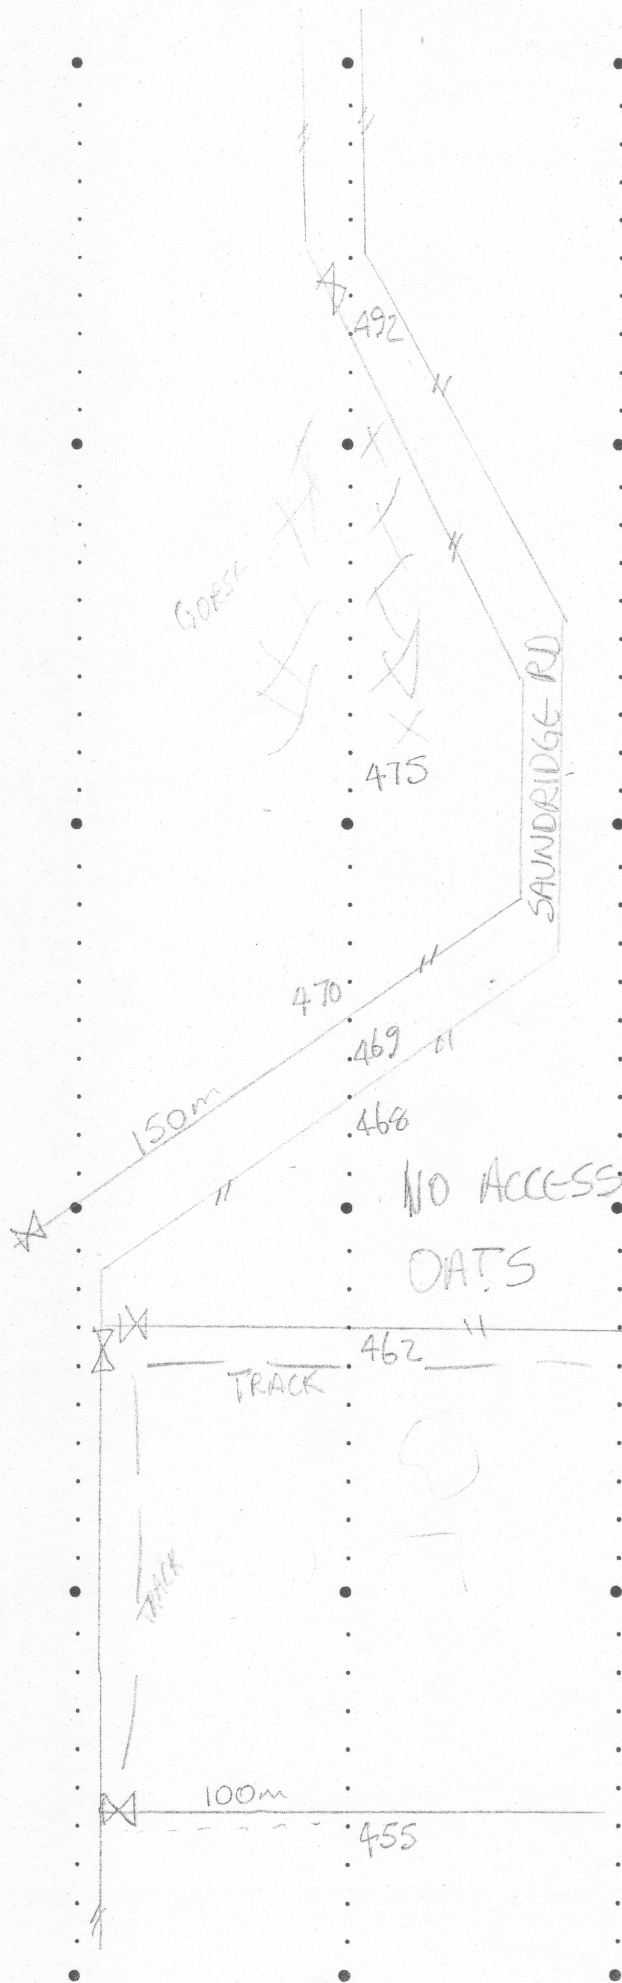 492
GORSE
475
SAUNDRIDGE RD
470
469
150m
468
NO ACCESS
OATS
462
TRACK
TRACK
100m
455